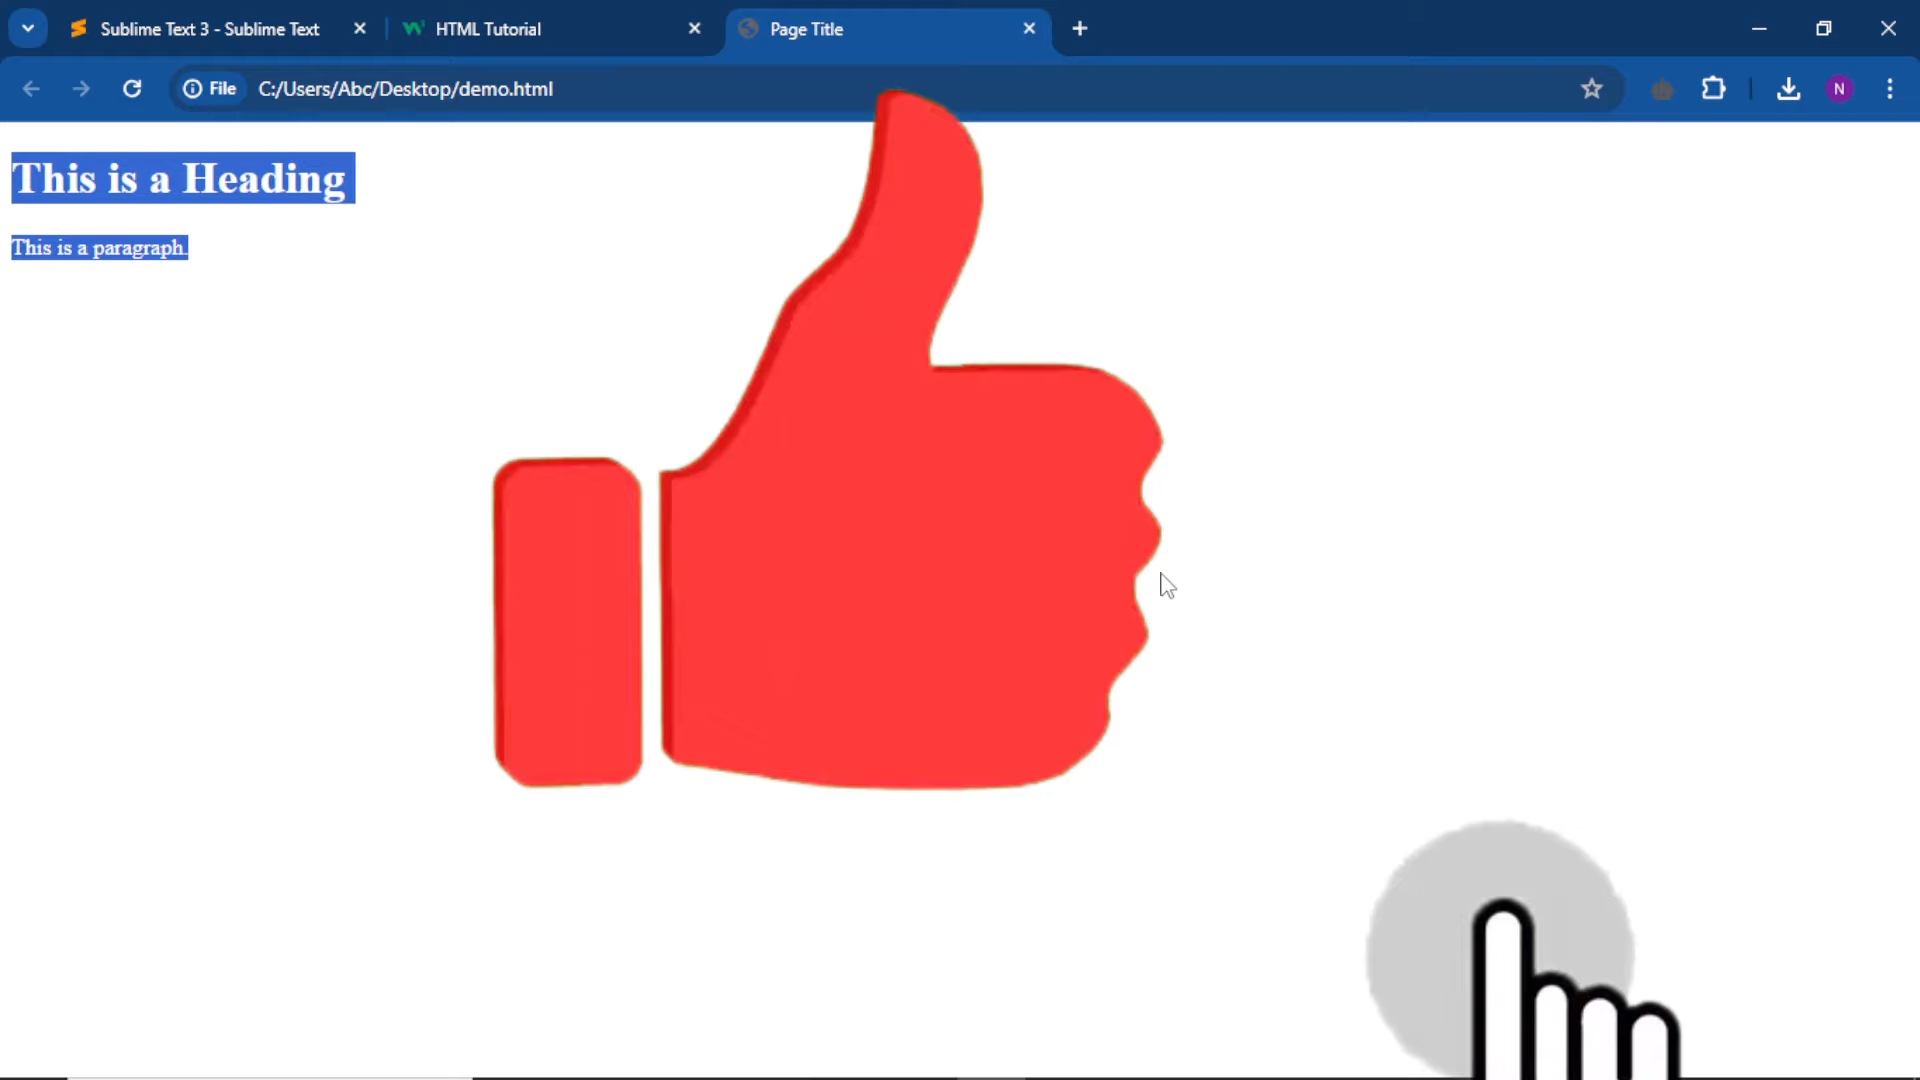 Sublime Text 3 - Sublime Text
HTML Tutorial
Page Title
File
C:/Users/Abc/Desktop/demo.html
N
This is a Heading
This is a paragraph.